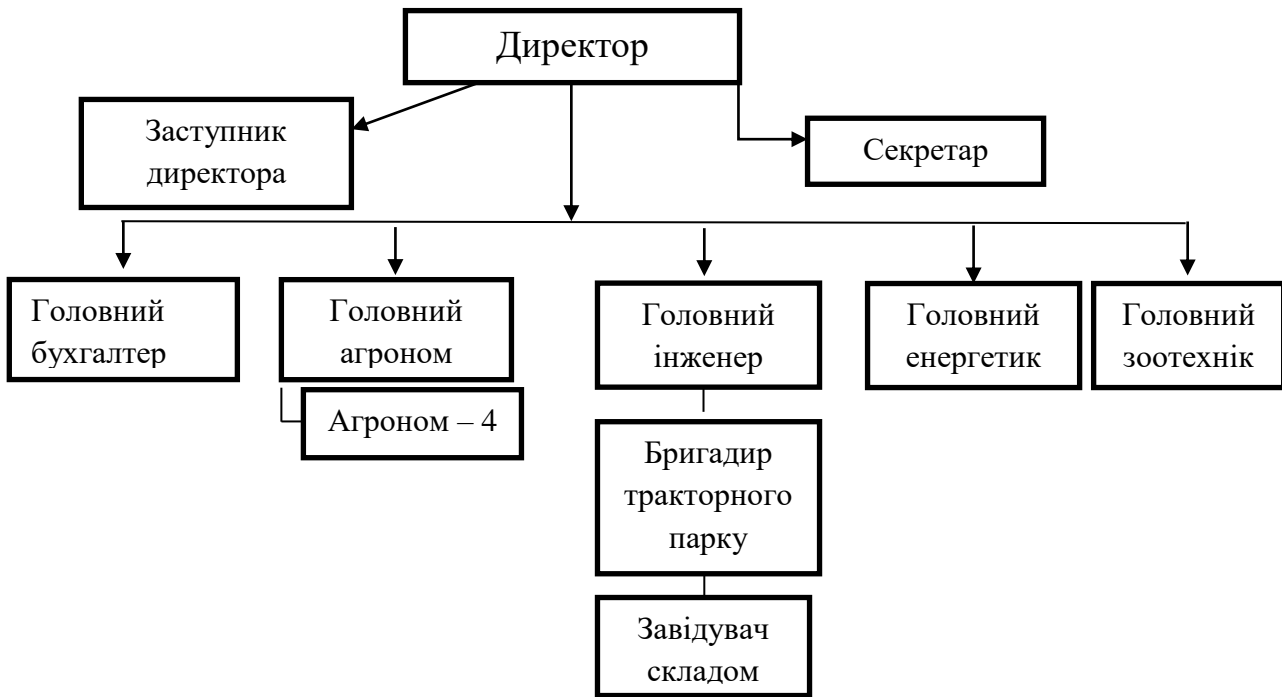 Директор
Заступник
директора
Секретар
Головний
бухгалтер
Головний
агроном
Головний
інженер
Головний
енергетик
Головний
зоотехнік
Агроном – 4
Бригадир
тракторного
парку
Завідувач
складом